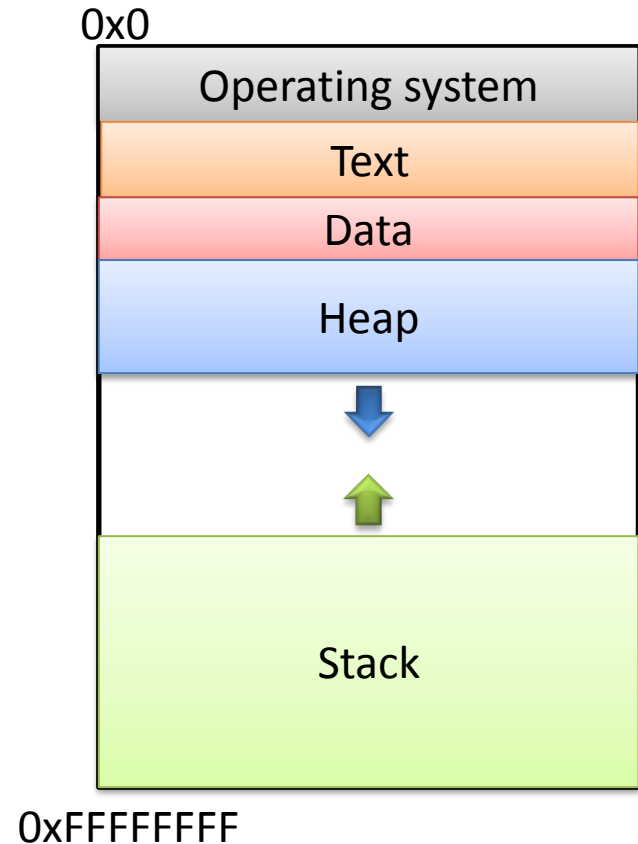 0x0
Operating system
Text
Data
Heap
Stack
0xFFFFFFFF